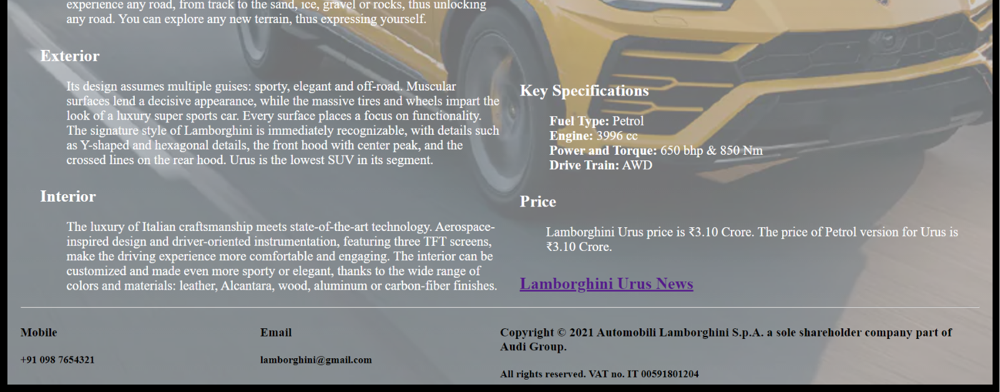 experience any road, from track to the sand, ice, gravel or rocks, thus unlocking
any road. You can explore any new terrain, thus expressing yourself.
Exterior
Its design assumes multiple guises: sporty, elegant and off-road. Muscular
surfaces lend a decisive appearance, while the massive tires and wheels impart the
look of a luxury super sports car. Every surface places a focus on functionality.
The signature style of Lamborghini is immediately recognizable, with details such
as Y-shaped and hexagonal details, the front hood with center peak, and the
crossed lines on the rear hood. Urus is the lowest SUV in its segment.
Interior
The luxury of Italian craftsmanship meets state-of-the-art technology. Aerospace-
inspired design and driver-oriented instrumentation, featuring three TFT screens,
make the driving experience more comfortable and engaging. The interior can be
customized and made even more sporty or elegant, thanks to the wide range of
colors and materials: leather, Alcantara, wood, aluminum or carbon-fiber finishes.
Key Specifications
Fuel Type: Petrol
Engine: 3996 cc
Power and Torque: 650 bhp & 850 Nm
Drive Train: AWD
Price
Lamborghini Urus price is ₹3.10 Crore. The price of Petrol version for Urus is
₹3.10 Crore.
Lamborghini Urus News
Mobile
+91 098 7654321
Email
lamborghini@gmail.com
Copyright © 2021 Automobili Lamborghini S.p.A. a sole shareholder company part of
Audi Group.
All rights reserved. VAT no. IT 00591801204